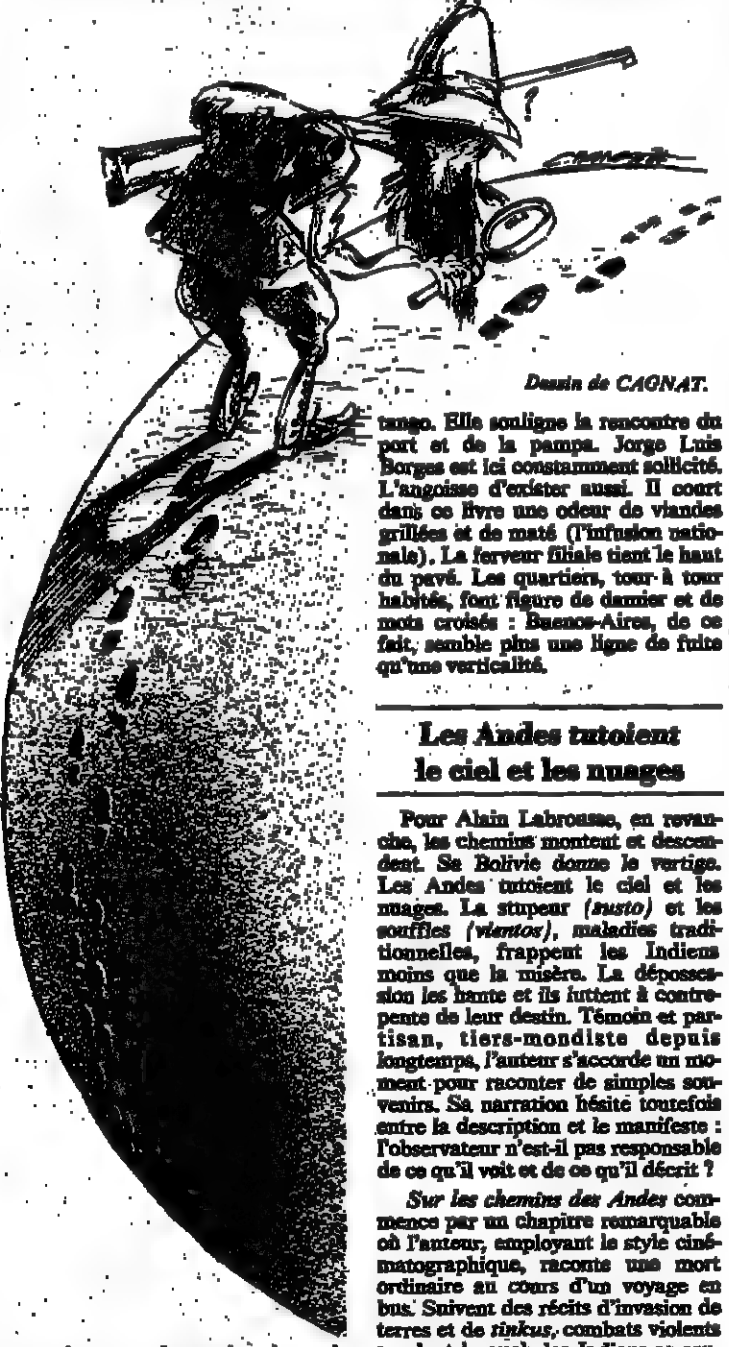 ?
Dessin de CAGNAT.
tango. Elle souligne la rencontre du
port et de la pampa. Jorge Luis
Borges est ici constamment sollicité.
L'angoisse d'exister aussi. Il court
dans ce livre une odeur de viandes
grillées et de maté (l'infusion natio-
nale). La ferveur filiale tient le haut
du pavé. Les quartiers, tour à tour
habités, font figure de damier et de
mots croisés : Buenos-Aires, de ce
fait, semble plus une ligne de fuite
qu'une verticalité.
Les Andes tutoient
le ciel et les nuages
Pour Alain Labrousse, en revan-
che, les chemins montent et descen-
dent. Sa Bolivie donne le vertige.
Les Andes tutoient le ciel et les
nuages. La stupeur (susto) et les
souffles (vientos), maladies tradi-
tionnelles, frappent les Indiens
moins que la misère. La déposses-
sion les hante et ils luttent à contre-
pente de leur destin. Témoin et par-
tisan, tiers-mondiste depuis
longtemps, l'auteur s'accorde un mo-
ment pour raconter de simples sou-
venirs. Sa narration hésite toutefois
entre la description et le manifeste :
l'observateur n'est-il pas responsable
de ce qu'il voit et de ce qu'il décrit ?
Sur les chemins des Andes com-
mence par un chapitre remarquable
où l'auteur, employant le style ciné-
matographique, raconte une mort
ordinaire au cours d'un voyage en
bus. Suivent des récits d'invasion de
terres et de tinkus, combats violents